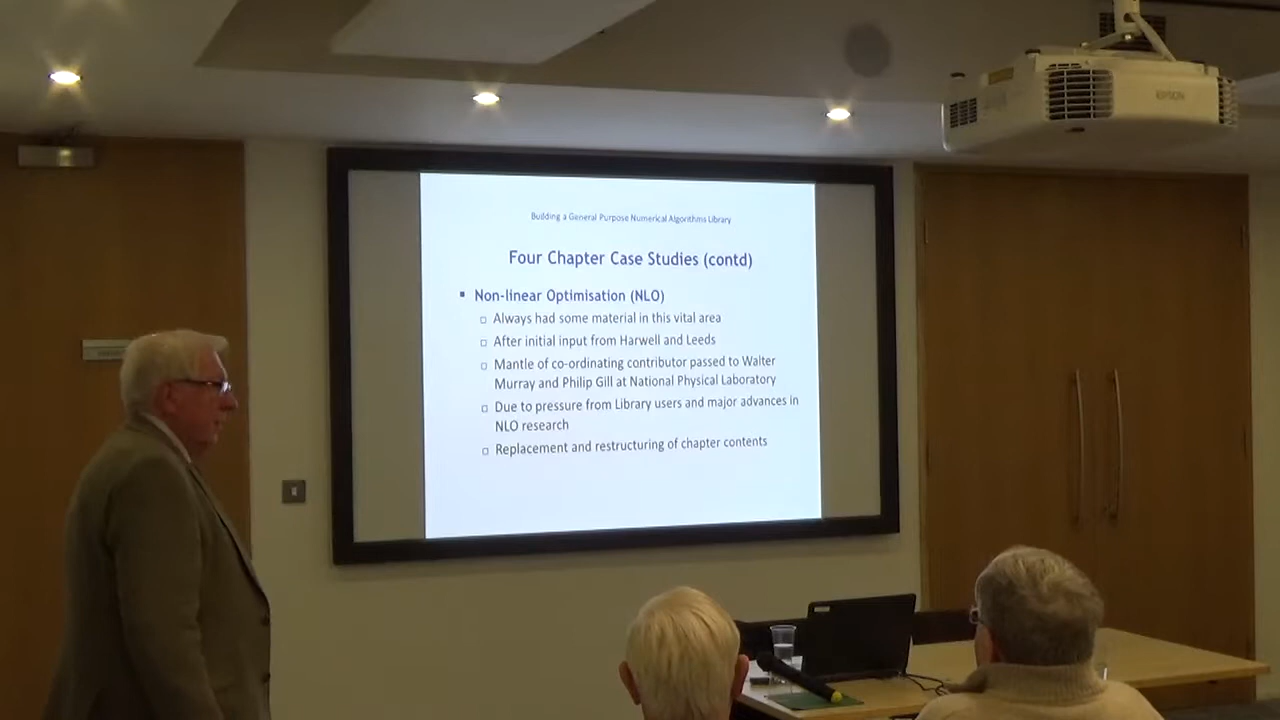 EPSON
Building a General Purpose Numerical Algorithms Library
Four Chapter Case Studies (contd)
▪ Non-linear Optimisation (NLO)
▫ Always had some material in this vital area
▫ After initial input from Harwell and Leeds
▫ Mantle of co-ordinating contributor passed to Walter
Murray and Philip Gill at National Physical Laboratory
▫ Due to pressure from Library users and major advances in
NLO research
▫ Replacement and restructuring of chapter contents